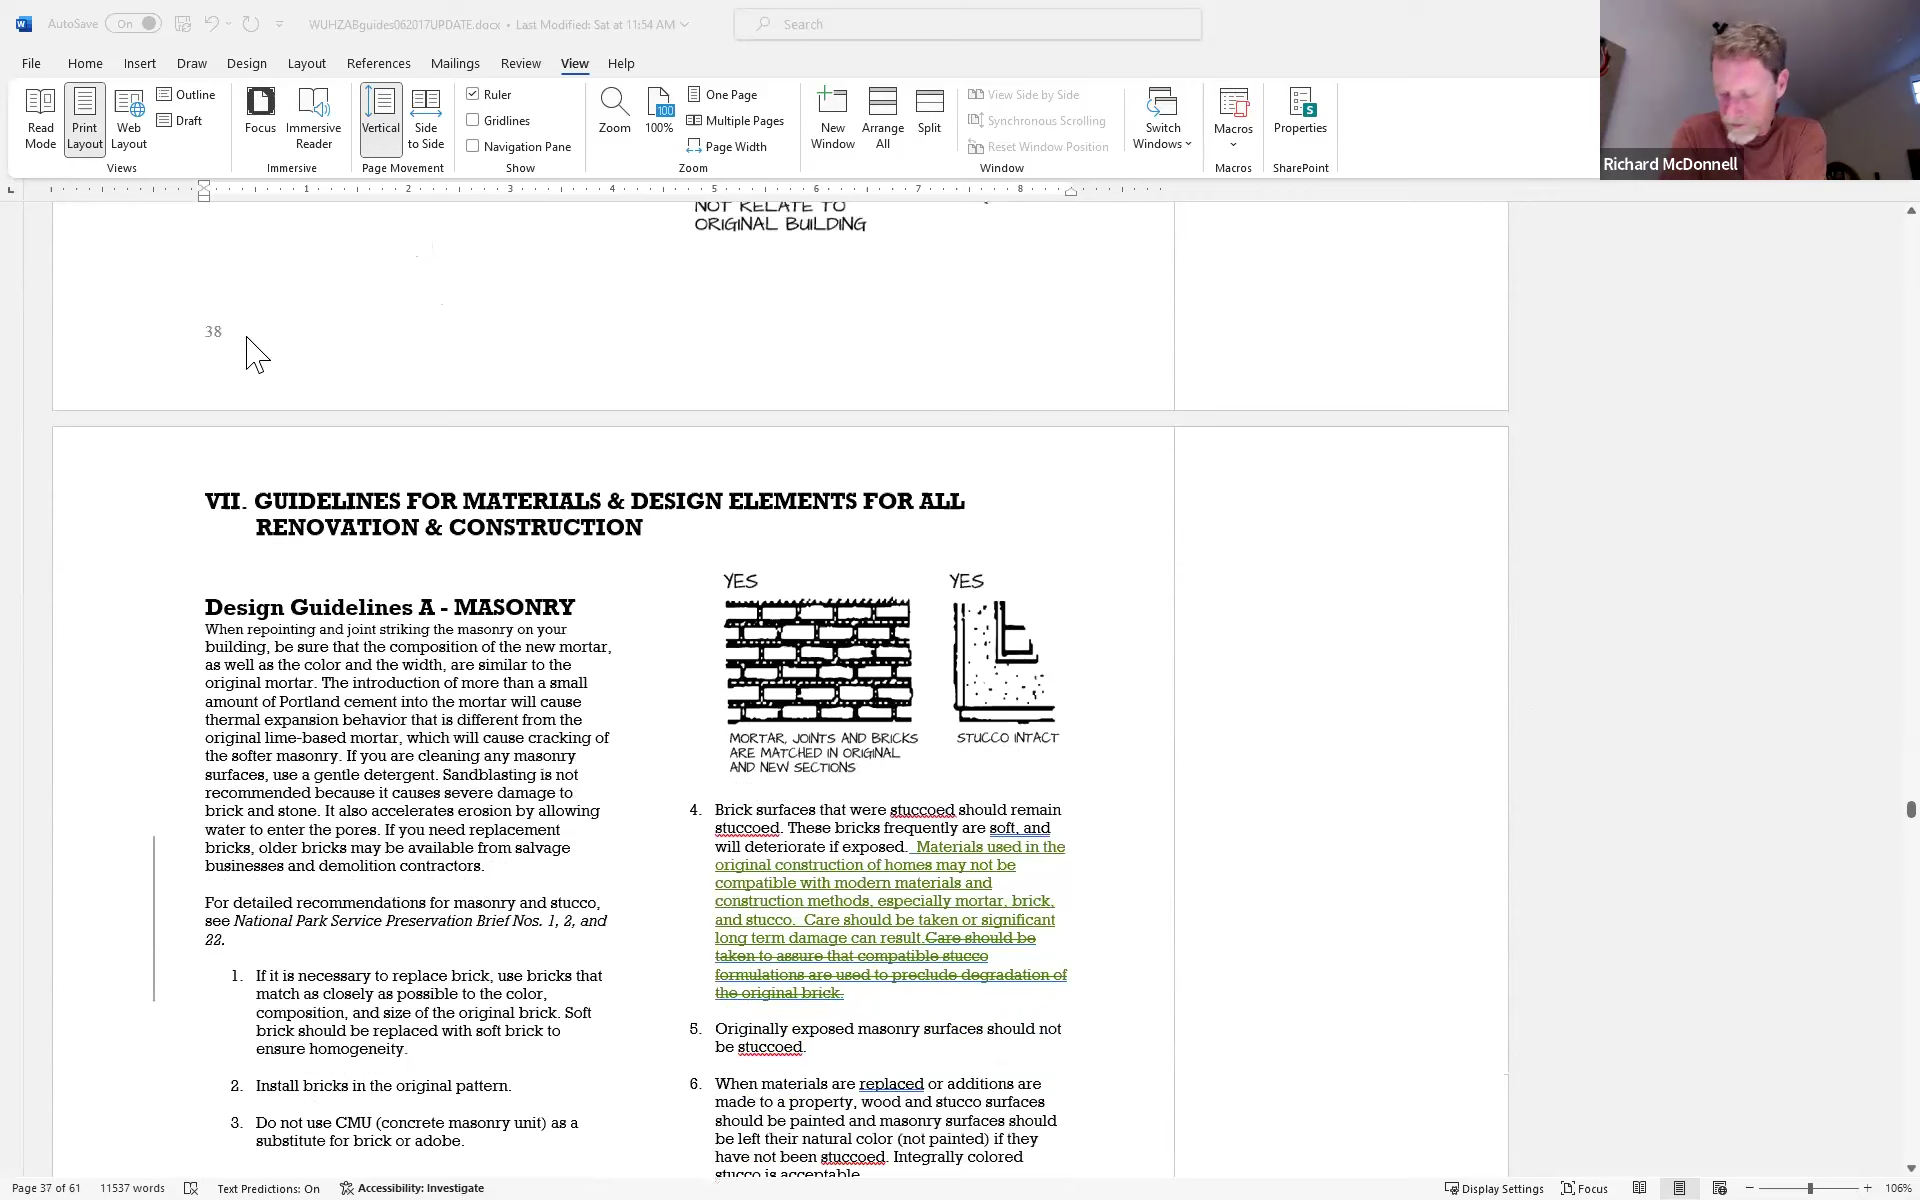 AutoSave On WUHZABguides062017UPDATE.docx • Last Modified: Sat at 11:54 AM Search
File Home Insert Draw Design Layout References Mailings Review View Help
Read Mode
Print Layout
Web Layout
Outline
Draft
Views
Focus
Immersive Reader
Immersive
Vertical
Side to Side
Page Movement
Ruler
Gridlines
Navigation Pane
Show
Zoom
100
100%
One Page
Multiple Pages
Page Width
Zoom
New Window
Arrange All
Split
View Side by Side
Synchronous Scrolling
Reset Window Position
Window
Switch Windows
Macros
Macros
Properties
SharePoint
Richard McDonnell
1 2 3 4 5 6 7 8
NOT RELATE TO
ORIGINAL BUILDING
38
VII. GUIDELINES FOR MATERIALS & DESIGN ELEMENTS FOR ALL
RENOVATION & CONSTRUCTION
Design Guidelines A - MASONRY
When repointing and joint striking the masonry on your
building, be sure that the composition of the new mortar,
as well as the color and the width, are similar to the
original mortar. The introduction of more than a small
amount of Portland cement into the mortar will cause
thermal expansion behavior that is different from the
original lime-based mortar, which will cause cracking of
the softer masonry. If you are cleaning any masonry
surfaces, use a gentle detergent. Sandblasting is not
recommended because it causes severe damage to
brick and stone. It also accelerates erosion by allowing
water to enter the pores. If you need replacement
bricks, older bricks may be available from salvage
businesses and demolition contractors.
For detailed recommendations for masonry and stucco,
see National Park Service Preservation Brief Nos. 1, 2, and
22.
1. If it is necessary to replace brick, use bricks that
match as closely as possible to the color,
composition, and size of the original brick. Soft
brick should be replaced with soft brick to
ensure homogeneity.
2. Install bricks in the original pattern.
3. Do not use CMU (concrete masonry unit) as a
substitute for brick or adobe.
YES
MORTAR, JOINTS AND BRICKS
ARE MATCHED IN ORIGINAL
AND NEW SECTIONS
YES
STUCCO INTACT
4. Brick surfaces that were stuccoed should remain
stuccoed. These bricks frequently are soft, and
will deteriorate if exposed. Materials used in the
original construction of homes may not be
compatible with modern materials and
construction methods, especially mortar, brick,
and stucco. Care should be taken or significant
long term damage can result.Care should be
taken to assure that compatible stucco
formulations are used to preclude degradation of
the original brick.
5. Originally exposed masonry surfaces should not
be stuccoed.
6. When materials are replaced or additions are
made to a property, wood and stucco surfaces
should be painted and masonry surfaces should
be left their natural color (not painted) if they
have not been stuccoed. Integrally colored
stucco is acceptable
Page 37 of 61 11537 words Text Predictions: On Accessibility: Investigate Display Settings Focus 106%